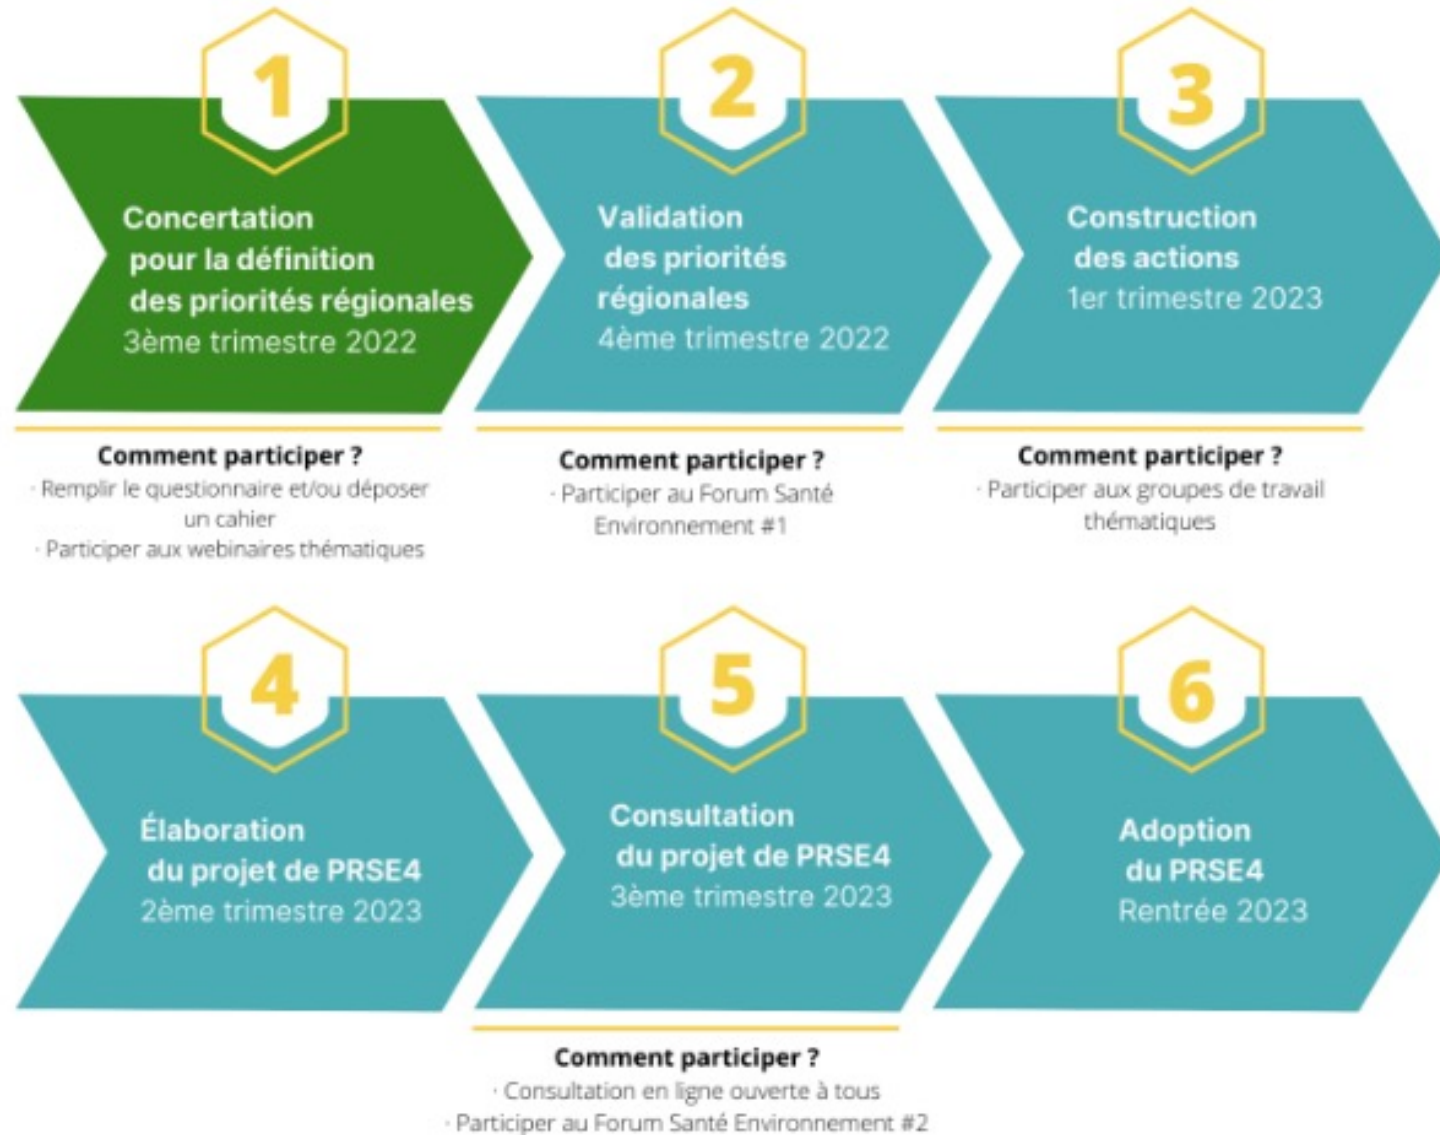 1
Concertation
pour la définition
des priorités régionales
3ème trimestre 2022
Comment participer ?
· Remplir le questionnaire et/ou déposer
un cahier
· Participer aux webinaires thématiques
2
Validation
des priorités
régionales
4ème trimestre 2022
Comment participer ?
· Participer au Forum Santé
Environnement #1
3
Construction
des actions
1er trimestre 2023
Comment participer ?
· Participer aux groupes de travail
thématiques
4
Élaboration
du projet de PRSE4
2ème trimestre 2023
5
Consultation
du projet de PRSE4
3ème trimestre 2023
Comment participer ?
· Consultation en ligne ouverte à tous
· Participer au Forum Santé Environnement #2
6
Adoption
du PRSE4
Rentrée 2023